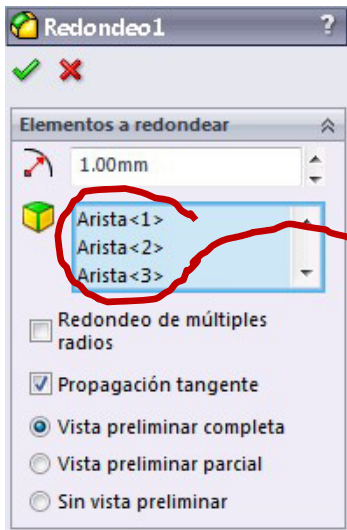 Redondeo1 ?
Elementos a redondear
1.00mm
Arista<1>
Arista<2>
Arista<3>
Redondeo de múltiples
radios
Propagación tangente
Vista preliminar completa
Vista preliminar parcial
Sin vista preliminar